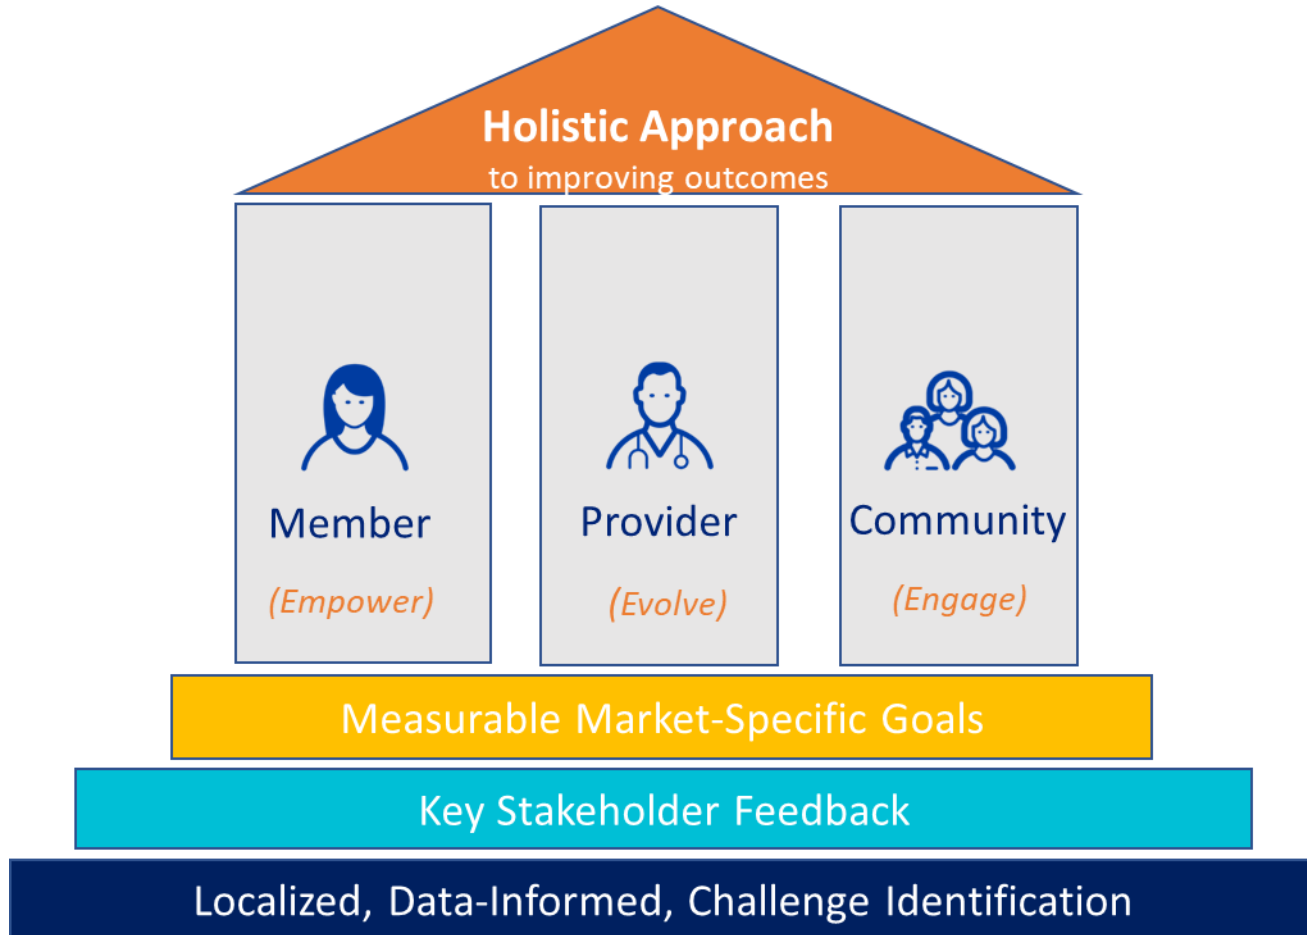 Holistic Approach
to improving outcomes
Member
Provider
Community
(Empower)
(Evolve)
(Engage)
Measurable Market-Specific Goals
Key Stakeholder Feedback
Localized, Data-Informed, Challenge Identification